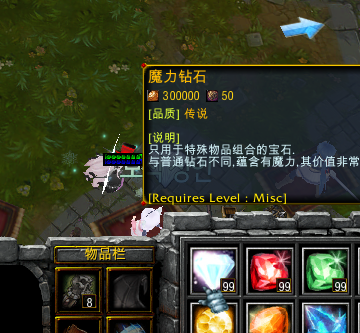 魔力钻石
300000 50
[品质] 传说
[说明]
只用于特殊物品组合的宝石.
与普通钻石不同,蕴含有魔力,其价值非常
[Requires Level : Misc]
物品栏
99 99 99
8